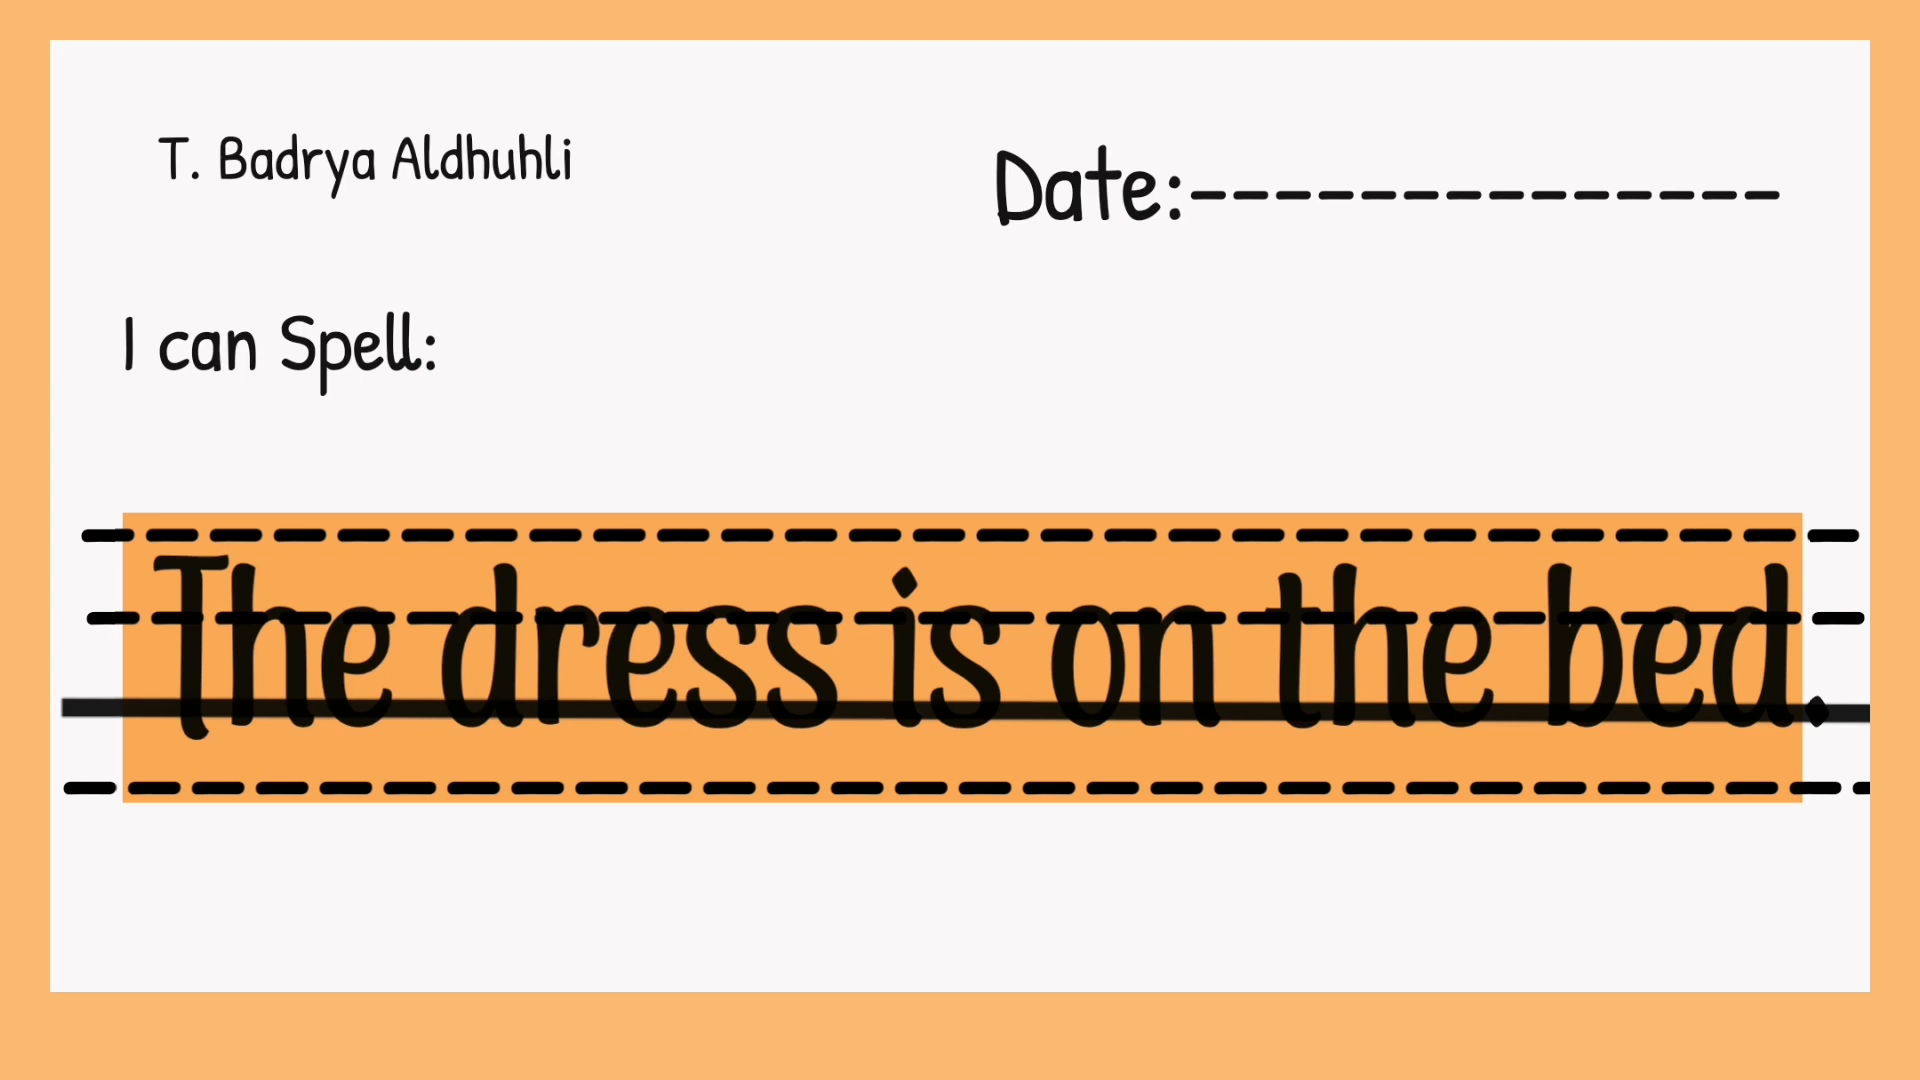 T. Badrya Aldhuhli
Date:--------------
I can Spell:
The dress is on the bed.